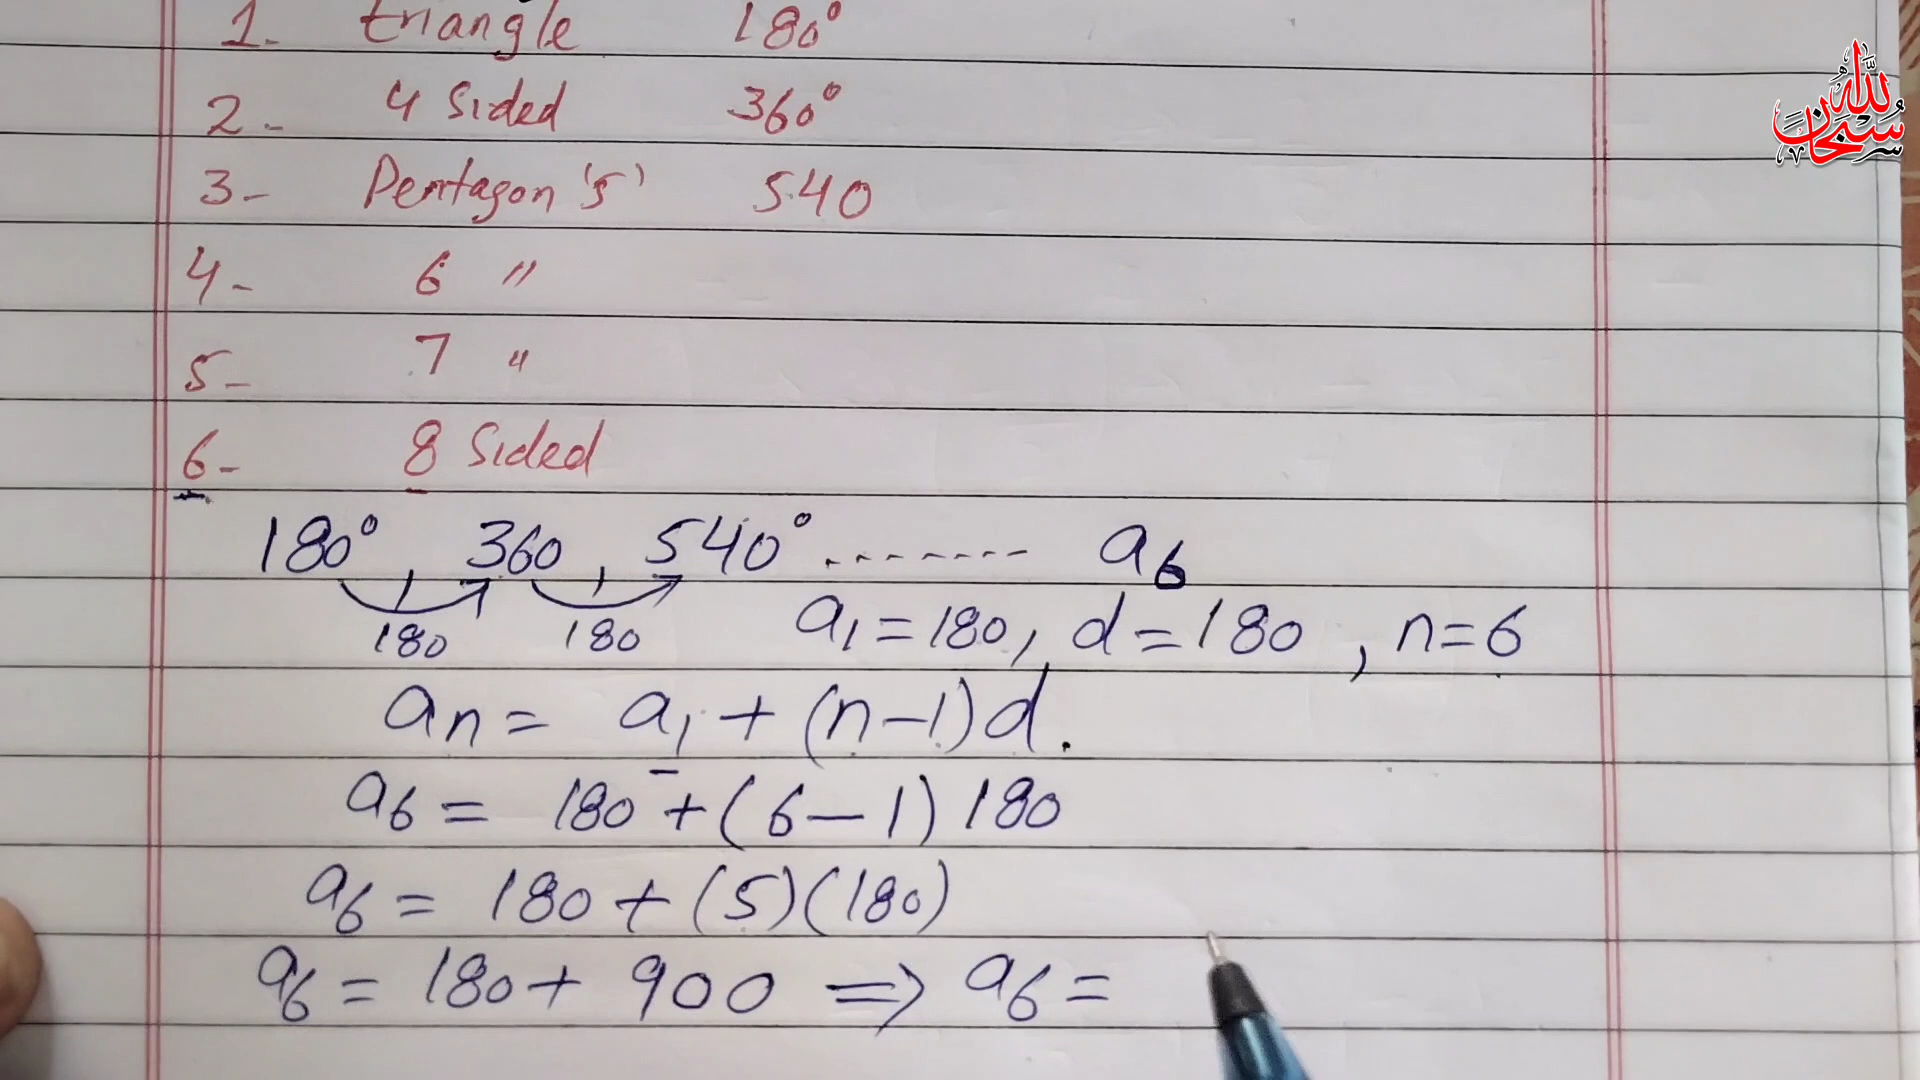 1- triangle 180°
2- 4 Sided 360°
3- Pentagon '5' 540
4- 6 "
5- 7 "
6- 8 Sided
180°, 360, 540° ....... a₆
180 180 a₁ = 180, d = 180, n = 6
aₙ = a₁ + (n-1)d.
a₆ = 180 + (6-1) 180
a₆ = 180 + (5)(180)
a₆ = 180 + 900 ⇒ a₆ =
سُبْحَانَ اللّٰه